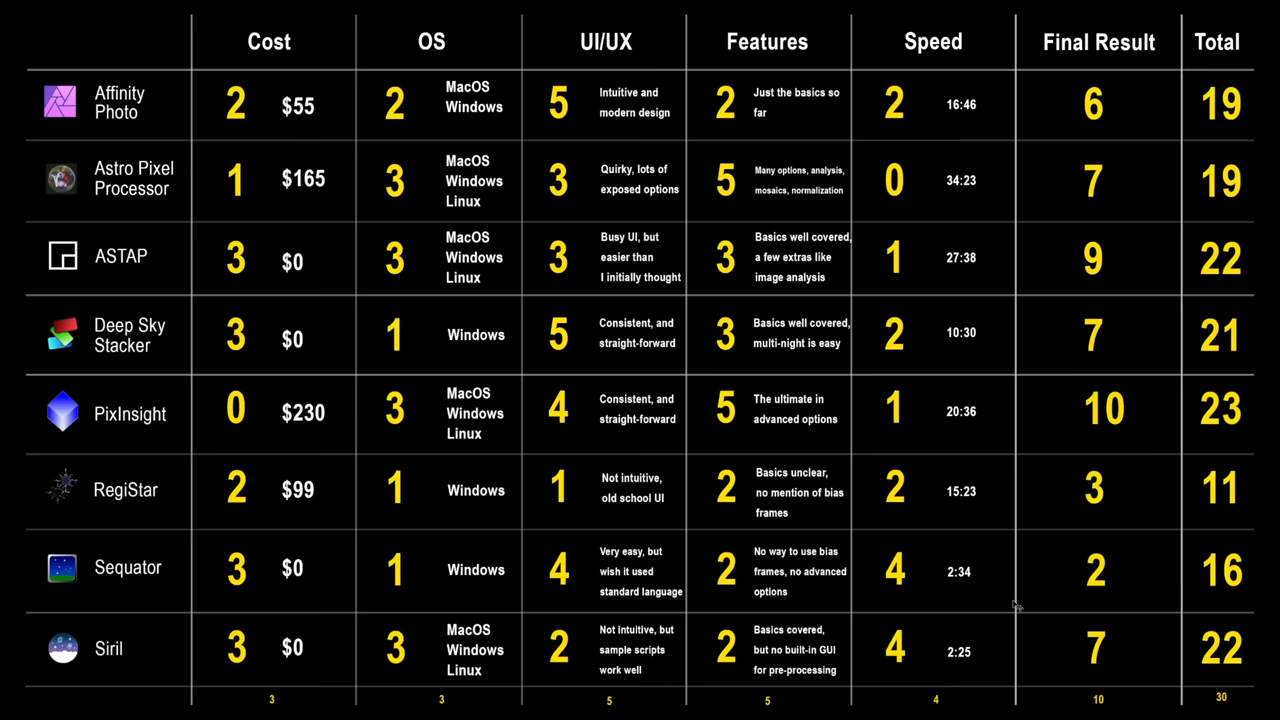 Cost OS UI/UX Features Speed Final Result Total
Affinity Photo 2 $55 2 MacOS Windows 5 Intuitive and modern design 2 Just the basics so far 2 16:46 6 19
Astro Pixel Processor 1 $165 3 MacOS Windows Linux 3 Quirky, lots of exposed options 5 Many options, analysis, mosaics, normalization 0 34:23 7 19
ASTAP 3 $0 3 MacOS Windows Linux 3 Busy UI, but easier than I initially thought 3 Basics well covered, a few extras like image analysis 1 27:38 9 22
Deep Sky Stacker 3 $0 1 Windows 5 Consistent, and straight-forward 3 Basics well covered, multi-night is easy 2 10:30 7 21
PixInsight 0 $230 3 MacOS Windows Linux 4 Consistent, and straight-forward 5 The ultimate in advanced options 1 20:36 10 23
RegiStar 2 $99 1 Windows 1 Not intuitive, old school UI 2 Basics unclear, no mention of bias frames 2 15:23 3 11
Sequator 3 $0 1 Windows 4 Very easy, but wish it used standard language 2 No way to use bias frames, no advanced options 4 2:34 2 16
Siril 3 $0 3 MacOS Windows Linux 2 Not intuitive, but sample scripts work well 2 Basics covered, but no built-in GUI for pre-processing 4 2:25 7 22
3 3 5 5 4 10 30